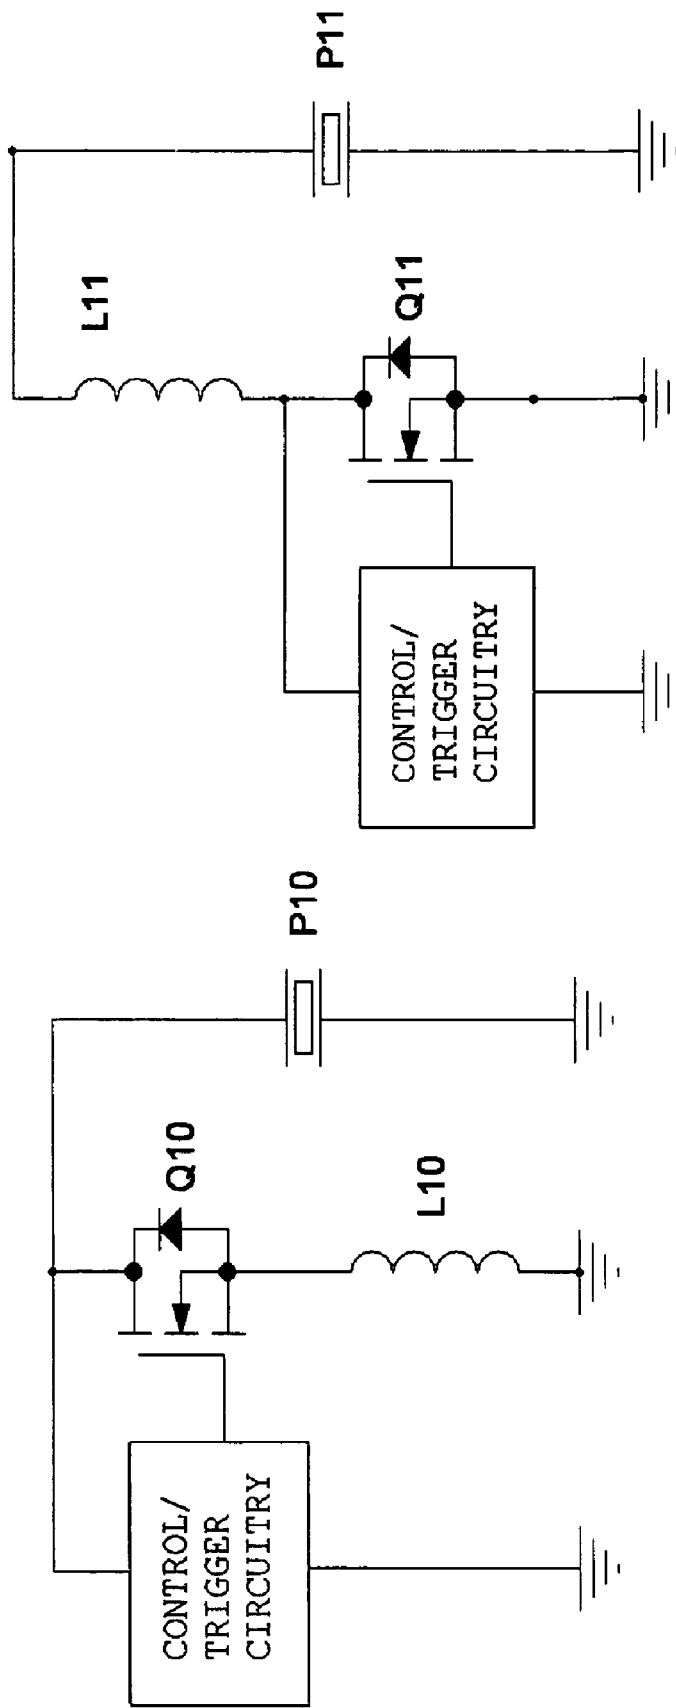 CONTROL/
TRIGGER
CIRCUITRY
Q10
L10
P10
CONTROL/
TRIGGER
CIRCUITRY
L11
Q11
P11